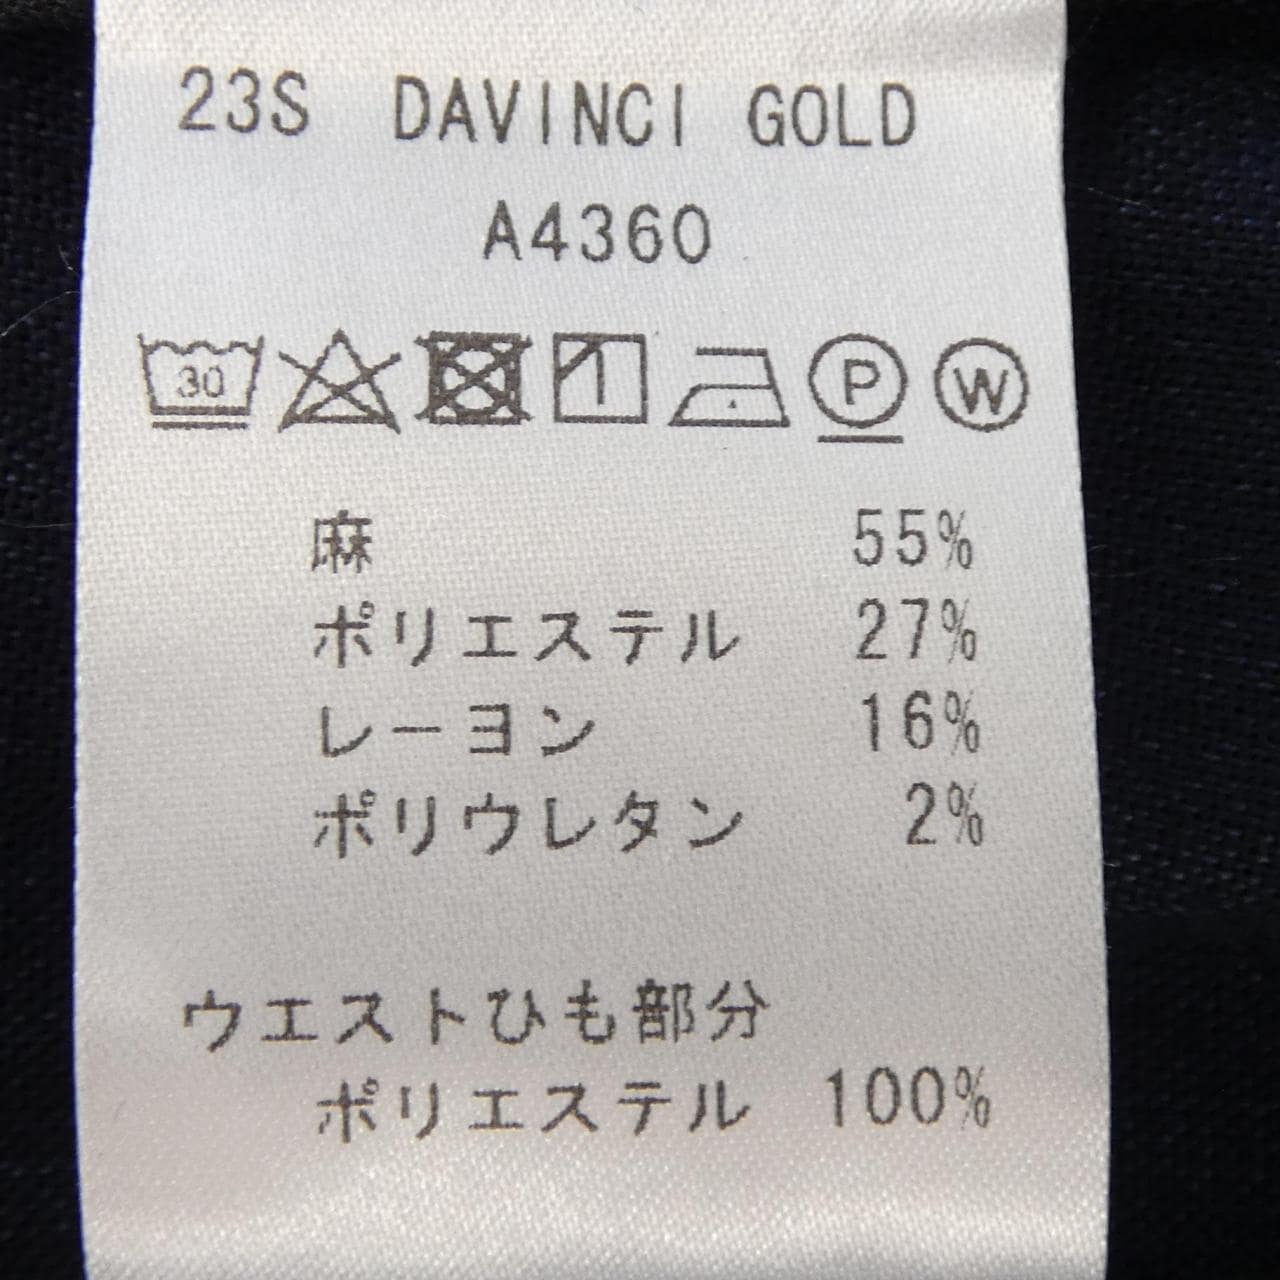 23S DAVINCI GOLD
A4360
30 P W
麻 55%
ポリエステル 27%
レーヨン 16%
ポリウレタン 2%
ウエストひも部分
ポリエステル 100%